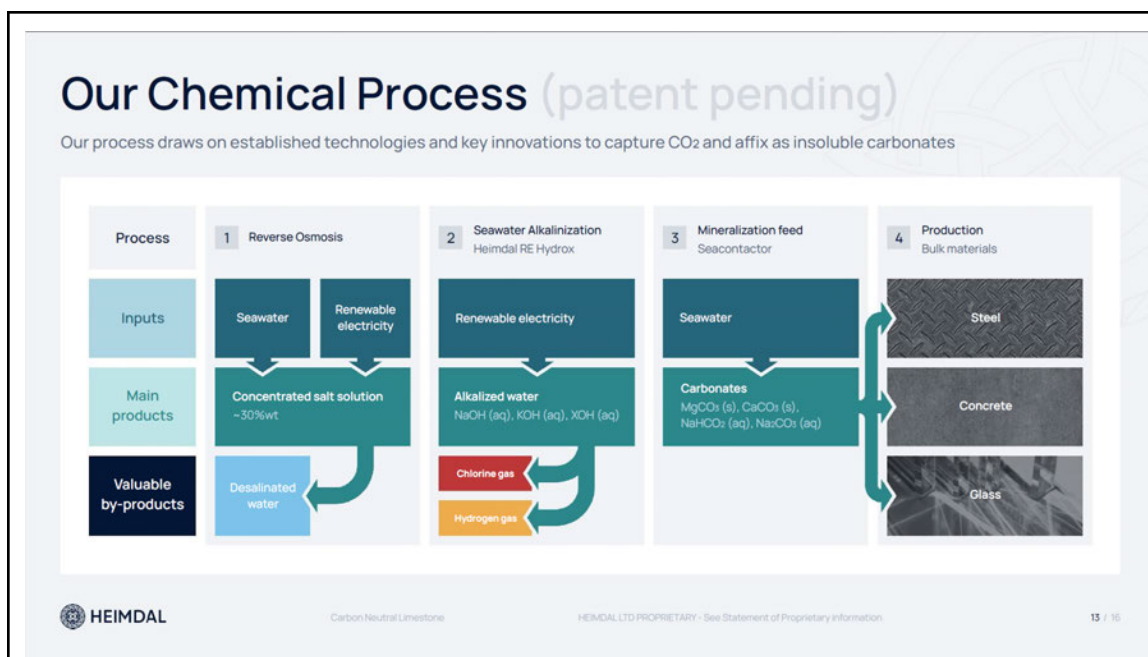 Our Chemical Process (patent pending)
Our process draws on established technologies and key innovations to capture CO₂ and affix as insoluble carbonates
Process
1 Reverse Osmosis
2 Seawater Alkalinization
Heimdal RE Hydrox
3 Mineralization feed
Seacontactor
4 Production
Bulk materials
Inputs
Seawater
Renewable
electricity
Renewable electricity
Seawater
Steel
Main
products
Concentrated salt solution
~30%wt
Alkalized water
NaOH (aq), KOH (aq), XOH (aq)
Carbonates
MgCO₃ (s), CaCO₃ (s),
NaHCO₂ (aq), Na₂CO₃ (aq)
Concrete
Valuable
by-products
Desalinated
water
Chlorine gas
Hydrogen gas
Glass
HEIMDAL
Carbon Neutral Limestone
HEIMDAL LTD PROPRIETARY - See Statement of Proprietary Information
13 / 16